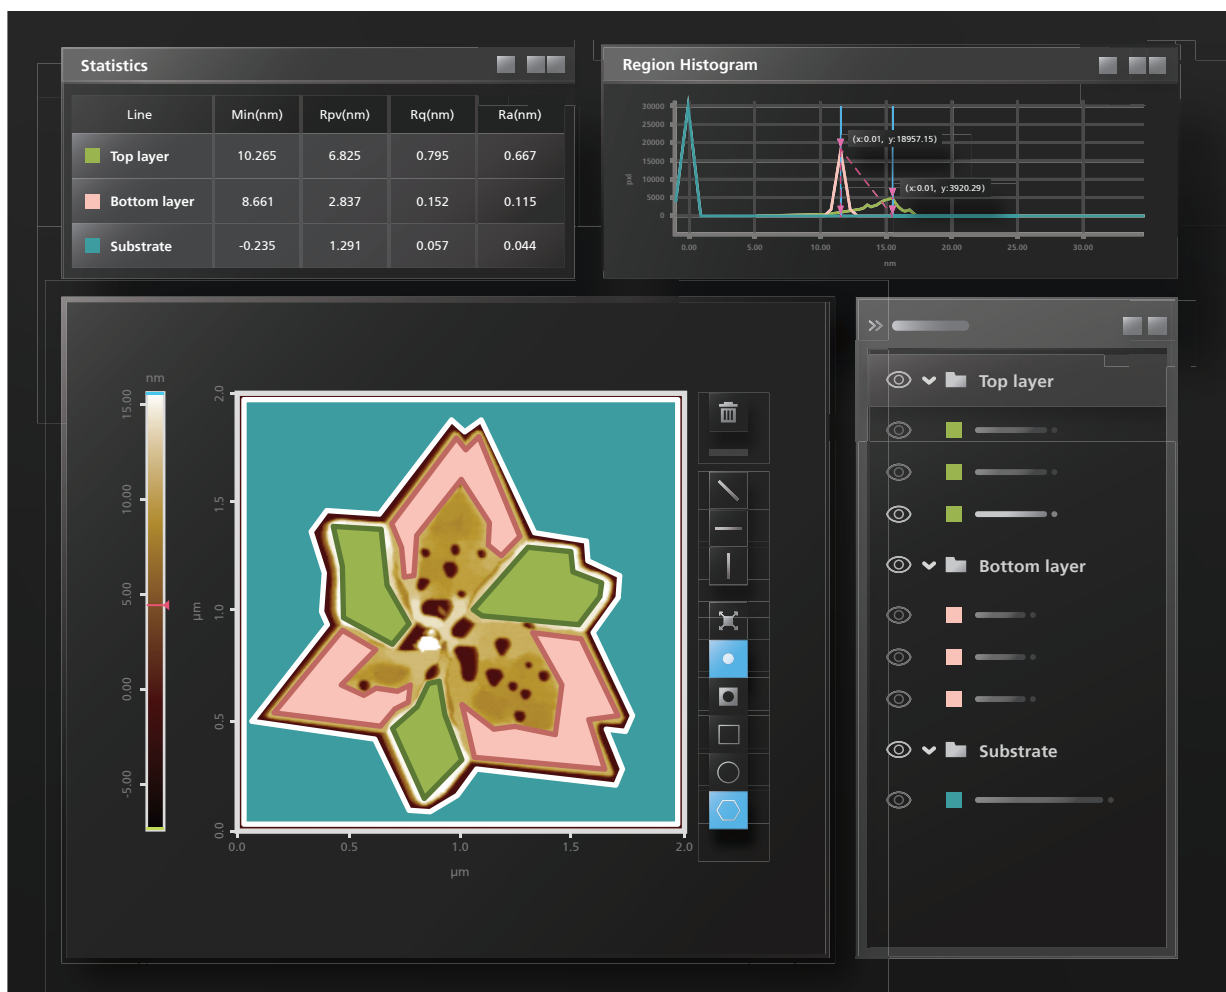 Statistics
Line Min(nm) Rpv(nm) Rq(nm) Ra(nm)
Top layer 10.265 6.825 0.795 0.667
Bottom layer 8.661 2.837 0.152 0.115
Substrate -0.235 1.291 0.057 0.044
Region Histogram
30000
25000
20000
15000
10000
5000
0
pxl
(x:0.01, y:18957.15)
(x:0.01, y:3920.29)
0.00 5.00 10.00 15.00 20.00 25.00 30.00
nm
nm
15.00
10.00
5.00
0.00
-5.00
2.0
1.5
1.0
0.5
0.0
µm
0.0 0.5 1.0 1.5 2.0
µm
Top layer
Bottom layer
Substrate